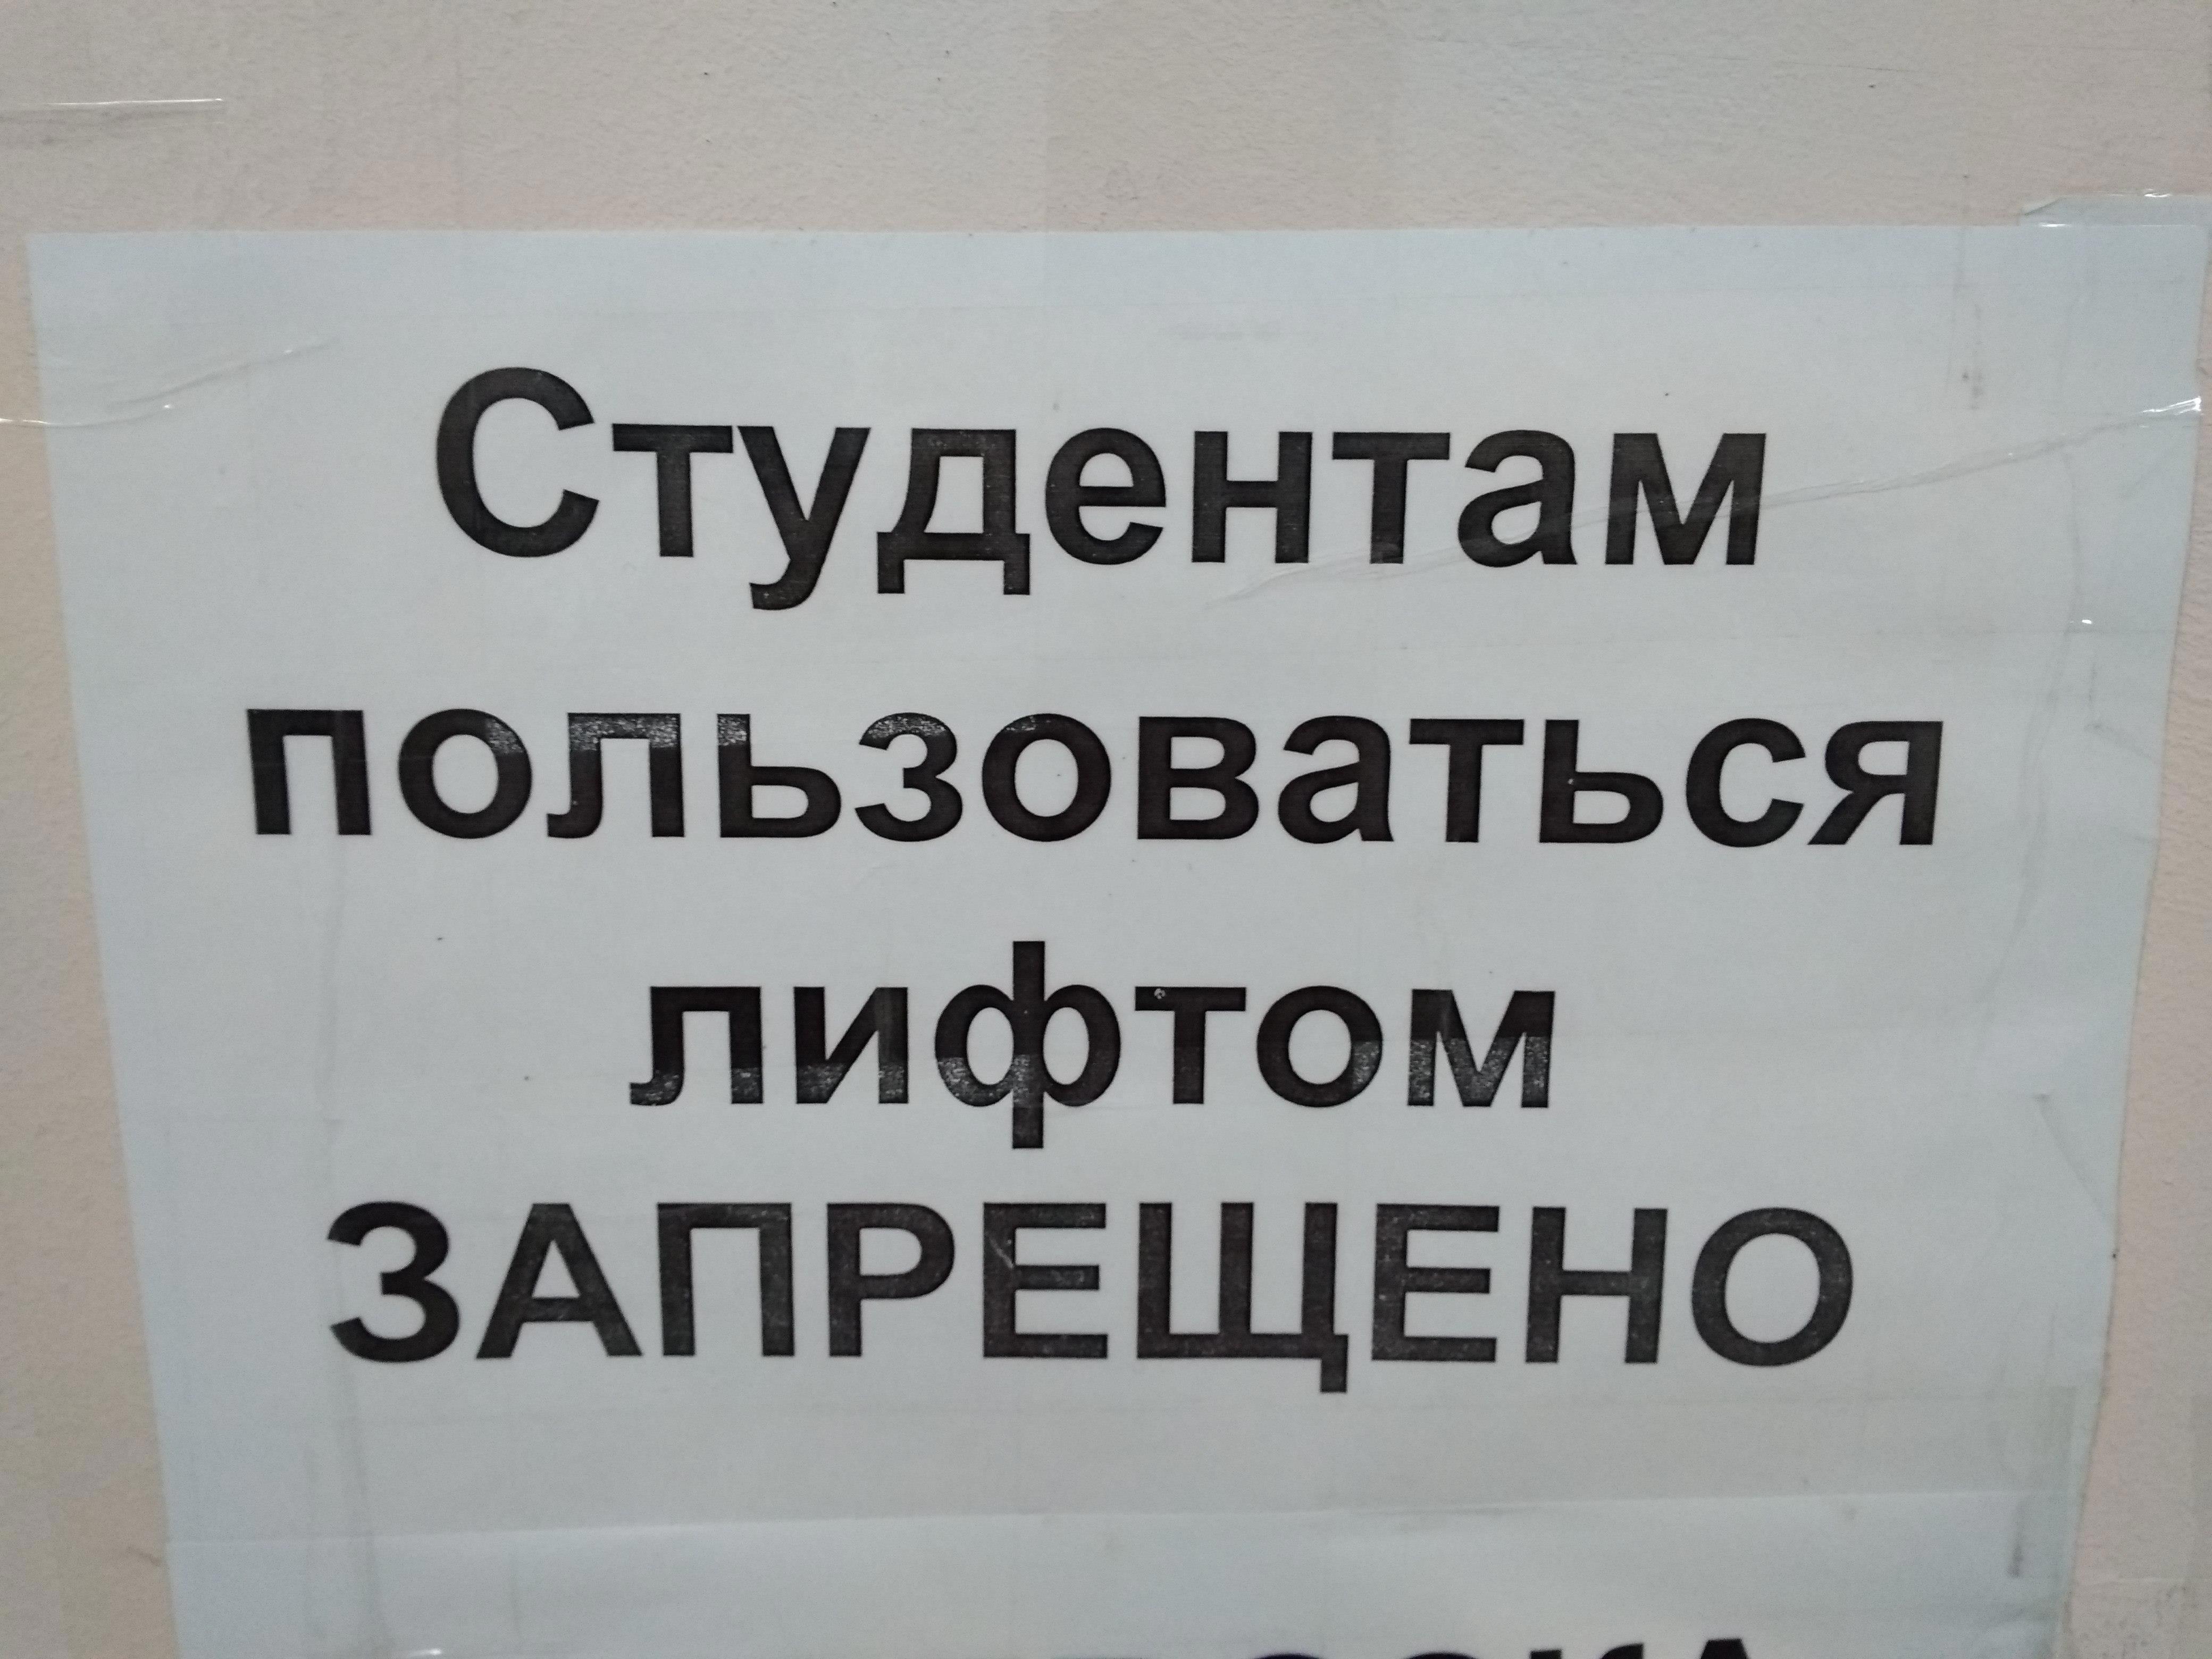 Студентам
пользоваться
лифтом
ЗАПРЕЩЕНО